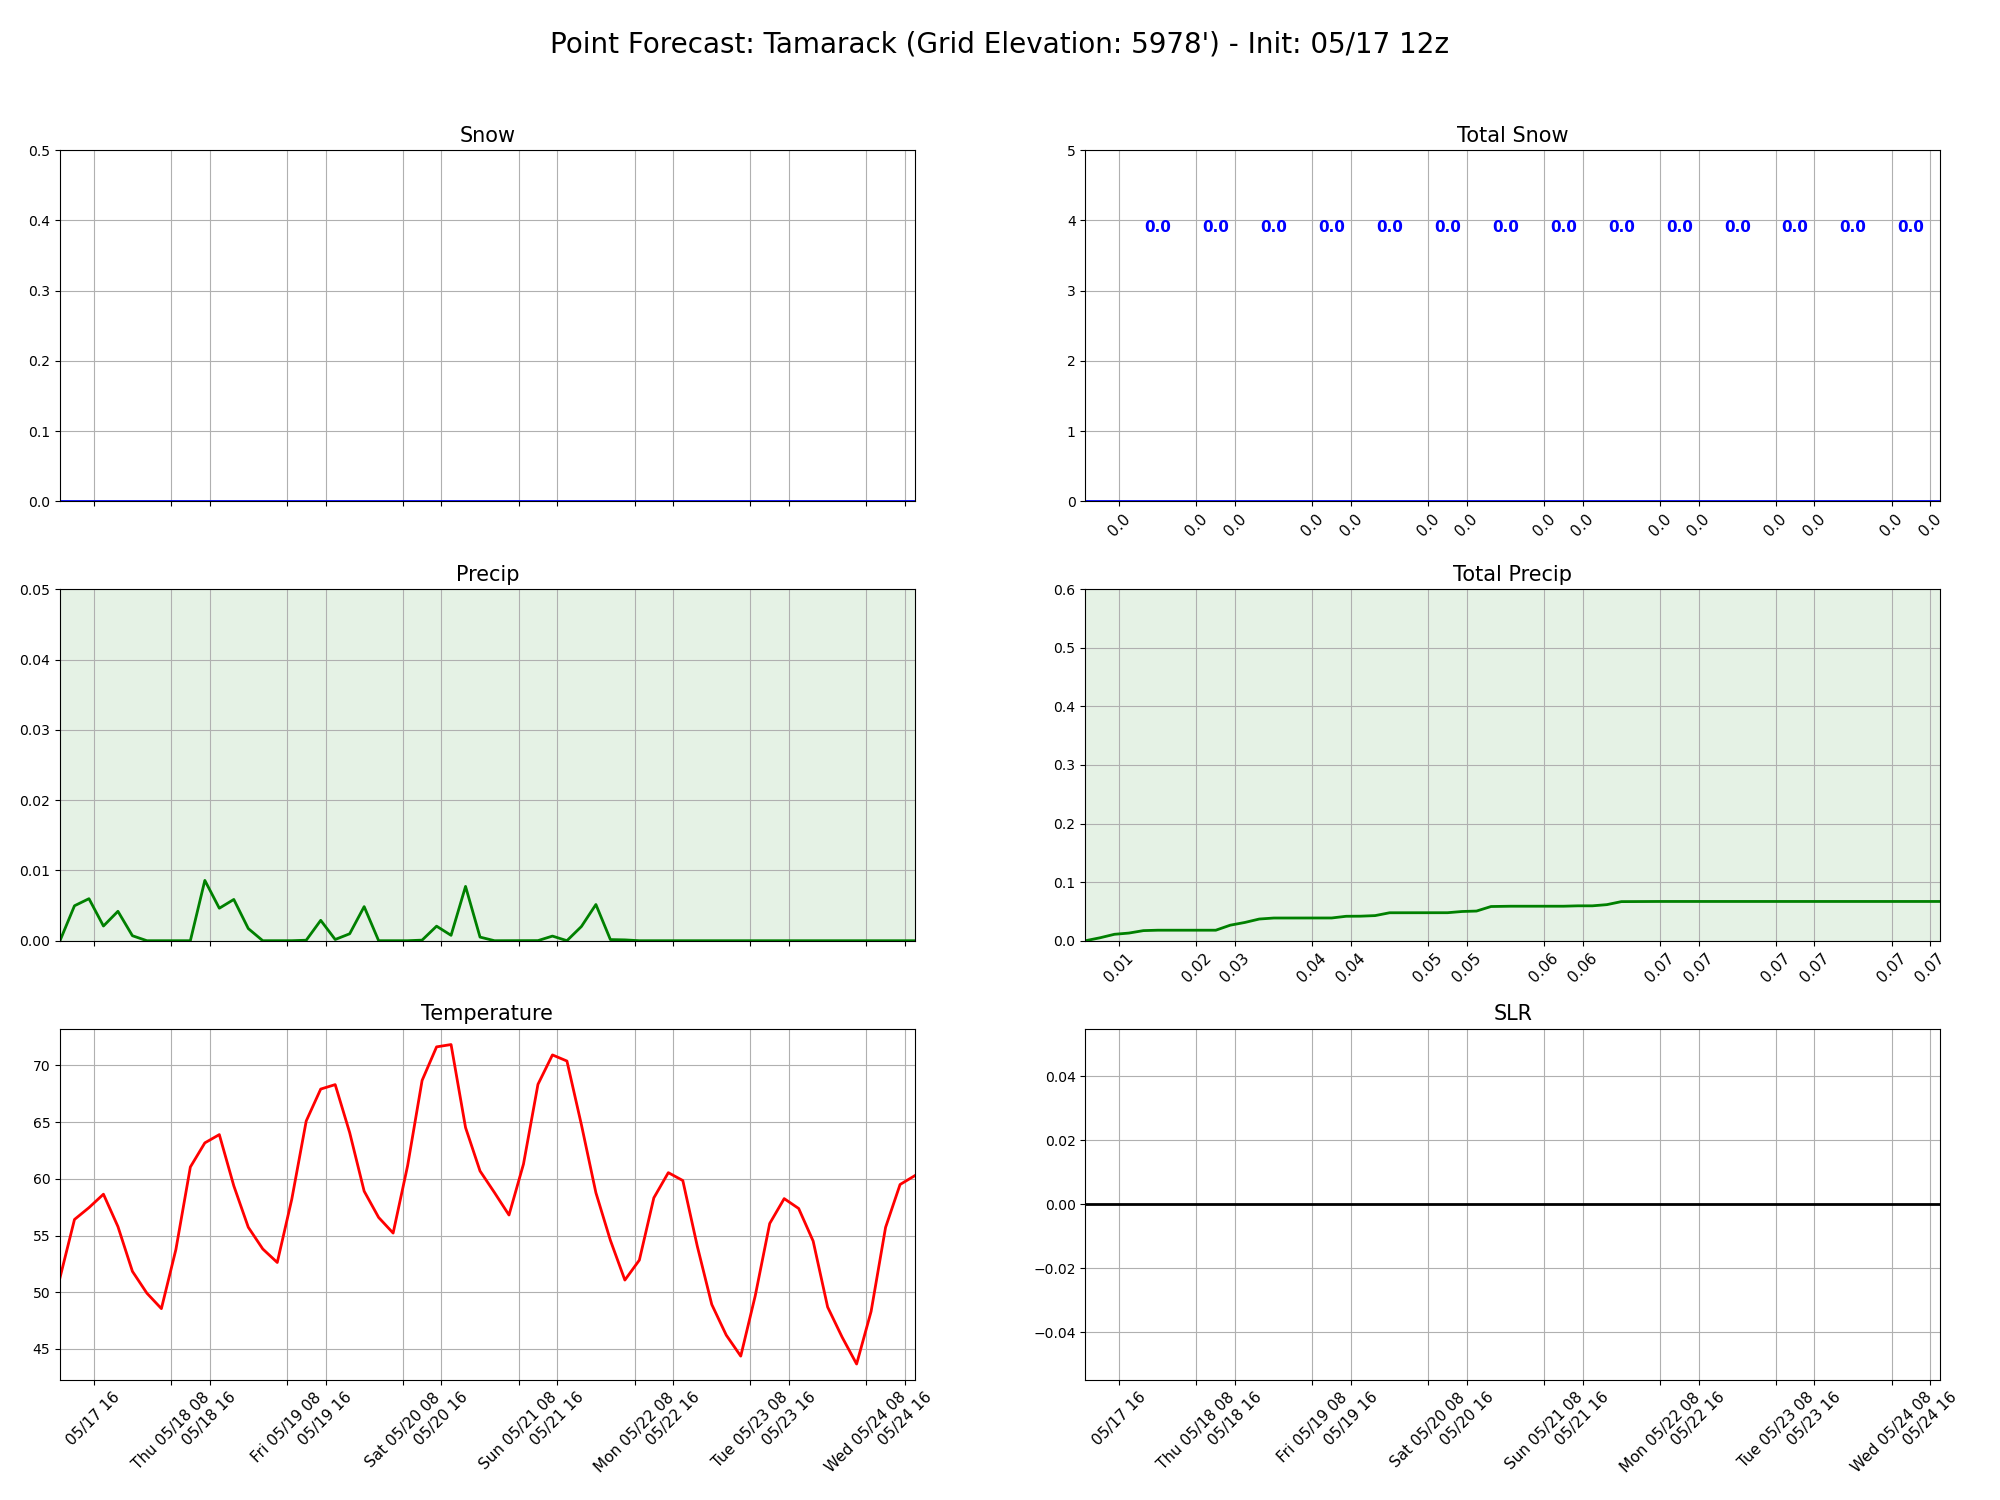 Point Forecast: Tamarack (Grid Elevation: 5978') - Init: 05/17 12z
Snow
0.5
0.4
0.3
0.2
0.1
0.0
Total Snow
5
4
3
2
1
0
0.0 0.0 0.0 0.0 0.0 0.0 0.0 0.0 0.0 0.0 0.0 0.0 0.0 0.0
0.0 0.0 0.0 0.0 0.0 0.0 0.0 0.0 0.0 0.0 0.0 0.0 0.0 0.0 0.0
Precip
0.05
0.04
0.03
0.02
0.01
0.00
Total Precip
0.6
0.5
0.4
0.3
0.2
0.1
0.0
0.01 0.02 0.03 0.04 0.04 0.05 0.05 0.06 0.06 0.07 0.07 0.07 0.07 0.07 0.07
Temperature
70
65
60
55
50
45
05/17 16
Thu 05/18 08
05/18 16
Fri 05/19 08
05/19 16
Sat 05/20 08
05/20 16
Sun 05/21 08
05/21 16
Mon 05/22 08
05/22 16
Tue 05/23 08
05/23 16
Wed 05/24 08
05/24 16
SLR
0.04
0.02
0.00
−0.02
−0.04
05/17 16
Thu 05/18 08
05/18 16
Fri 05/19 08
05/19 16
Sat 05/20 08
05/20 16
Sun 05/21 08
05/21 16
Mon 05/22 08
05/22 16
Tue 05/23 08
05/23 16
Wed 05/24 08
05/24 16